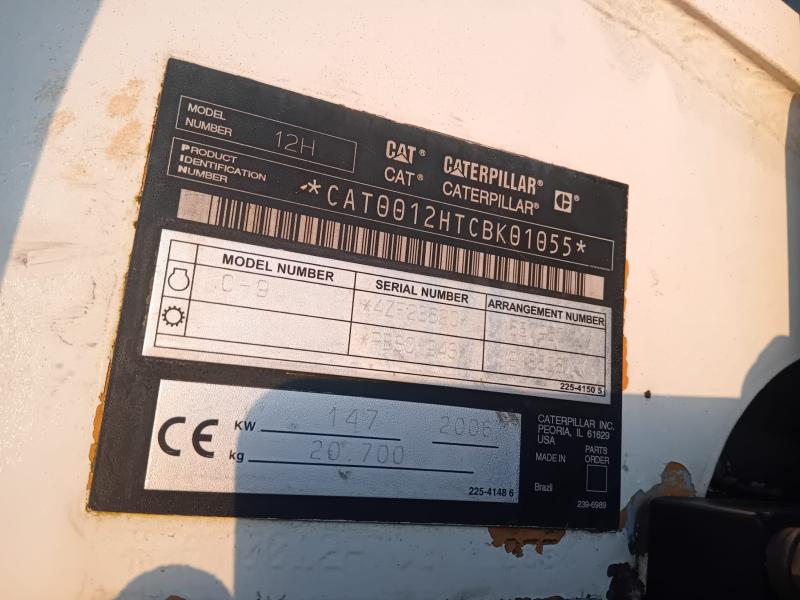 MODEL NUMBER 12H
CAT® CATERPILLAR® C®
CAT® CATERPILLAR®
PRODUCT IDENTIFICATION NUMBER *CAT0012HTCBK01055*
MODEL NUMBER SERIAL NUMBER ARRANGEMENT NUMBER
C-9
225-4150 5
CE KW 147 2006
kg 20.700
225-4148 6
CATERPILLAR INC.
PEORIA, IL 61629
USA
MADE IN
PARTS ORDER
Brazil
239-6989